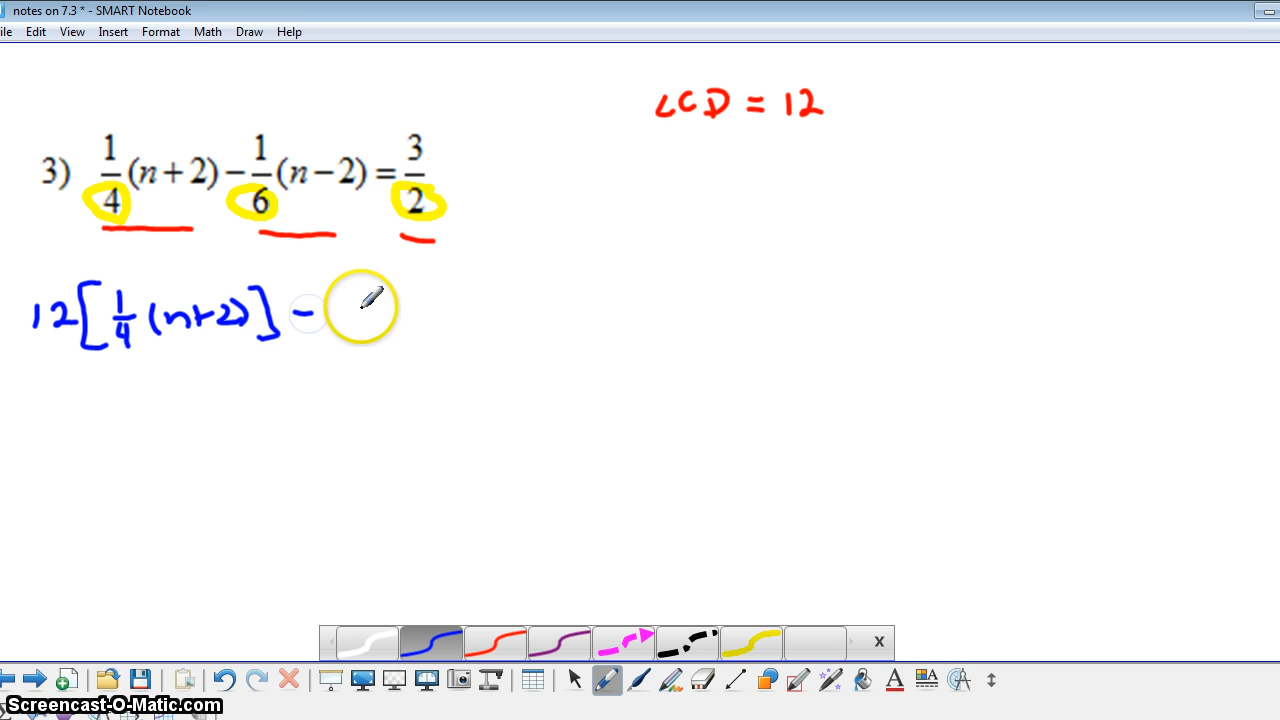 notes on 7.3 * - SMART Notebook
ile Edit View Insert Format Math Draw Help
LCD = 12
3) 1/4 (n + 2) − 1/6 (n − 2) = 3/2
12 [ 1/4 (n+2) ] −
X
A
Screencast-O-Matic.com